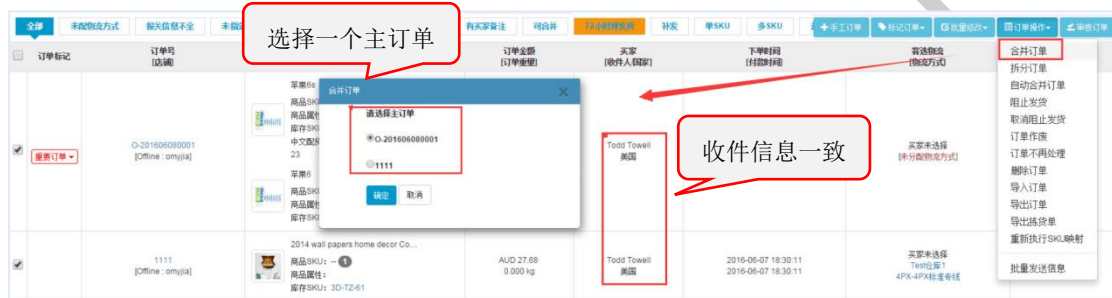 全部 未配物流方式 报关信息不全 有买家备注 司合并 补发 单SKU 多SKU
手工订单 标记订单 批量修改 订单操作 审核订单
选择一个主订单
订单标记 订单号 订单金额 买家 下单时间 客选物流
[店铺] [订单重量] [收件人/国家] [付款时间] [物流方式]
合并订单
拆分订单
自动合并订单
阻止发货
取消阻止发货
订单作废
订单不再处理
删除订单
导入订单
导出订单
导出拣货单
重新执行SKU映射
批量发送信息
苹果6s
商品SK
商品属性
库存SK
中文配
23
苹果6
商品SK
商品属性
库存SK
合并订单
请选择主订单
O-201606080001
1111
确定 取消
收件信息一致
重要订单
O-201606080001
[Offline : omyjia]
Todd Towell
美国
买家未选择
[未分配物流方式]
1111
[Offline : omyjia]
2014 wall papers home decor Co...
商品SKU: -- 1
商品属性:
库存SKU: 3D-TZ-61
AUD 27.68
0.000 kg
Todd Towell
美国
2016-06-07 18:30:11
2016-06-07 18:30:11
买家未选择
Test仓库1
4PX-4PX标准专线